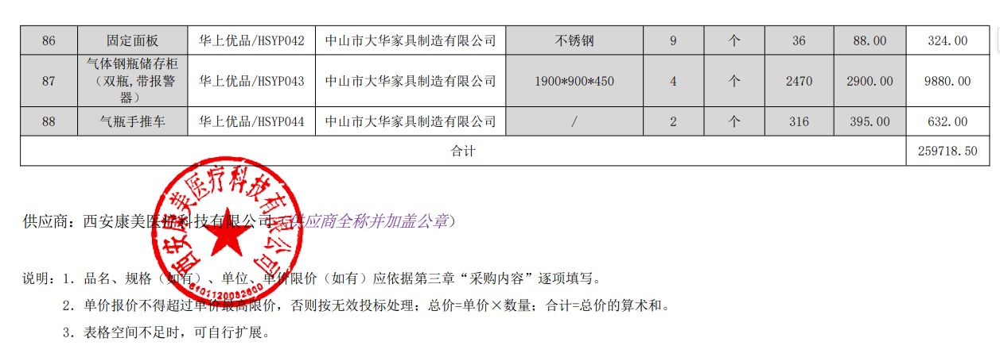 86 固定面板 华上优品/HSYP042 中山市大华家具制造有限公司 不锈钢 9 个 36 88.00 324.00
87 气体钢瓶储存柜（双瓶,带报警器） 华上优品/HSYP043 中山市大华家具制造有限公司 1900*900*450 4 个 2470 2900.00 9880.00
88 气瓶手推车 华上优品/HSYP044 中山市大华家具制造有限公司 / 2 个 316 395.00 632.00
合计 259718.50
西安康美医疗科技有限公司
6101120082600
供应商：西安康美医疗科技有限公司（供应商全称并加盖公章）
说明：1．品名、规格（如有）、单位、单价限价（如有）应依据第三章“采购内容”逐项填写。
2．单价报价不得超过单价最高限价，否则按无效投标处理；总价=单价×数量；合计=总价的算术和。
3．表格空间不足时，可自行扩展。